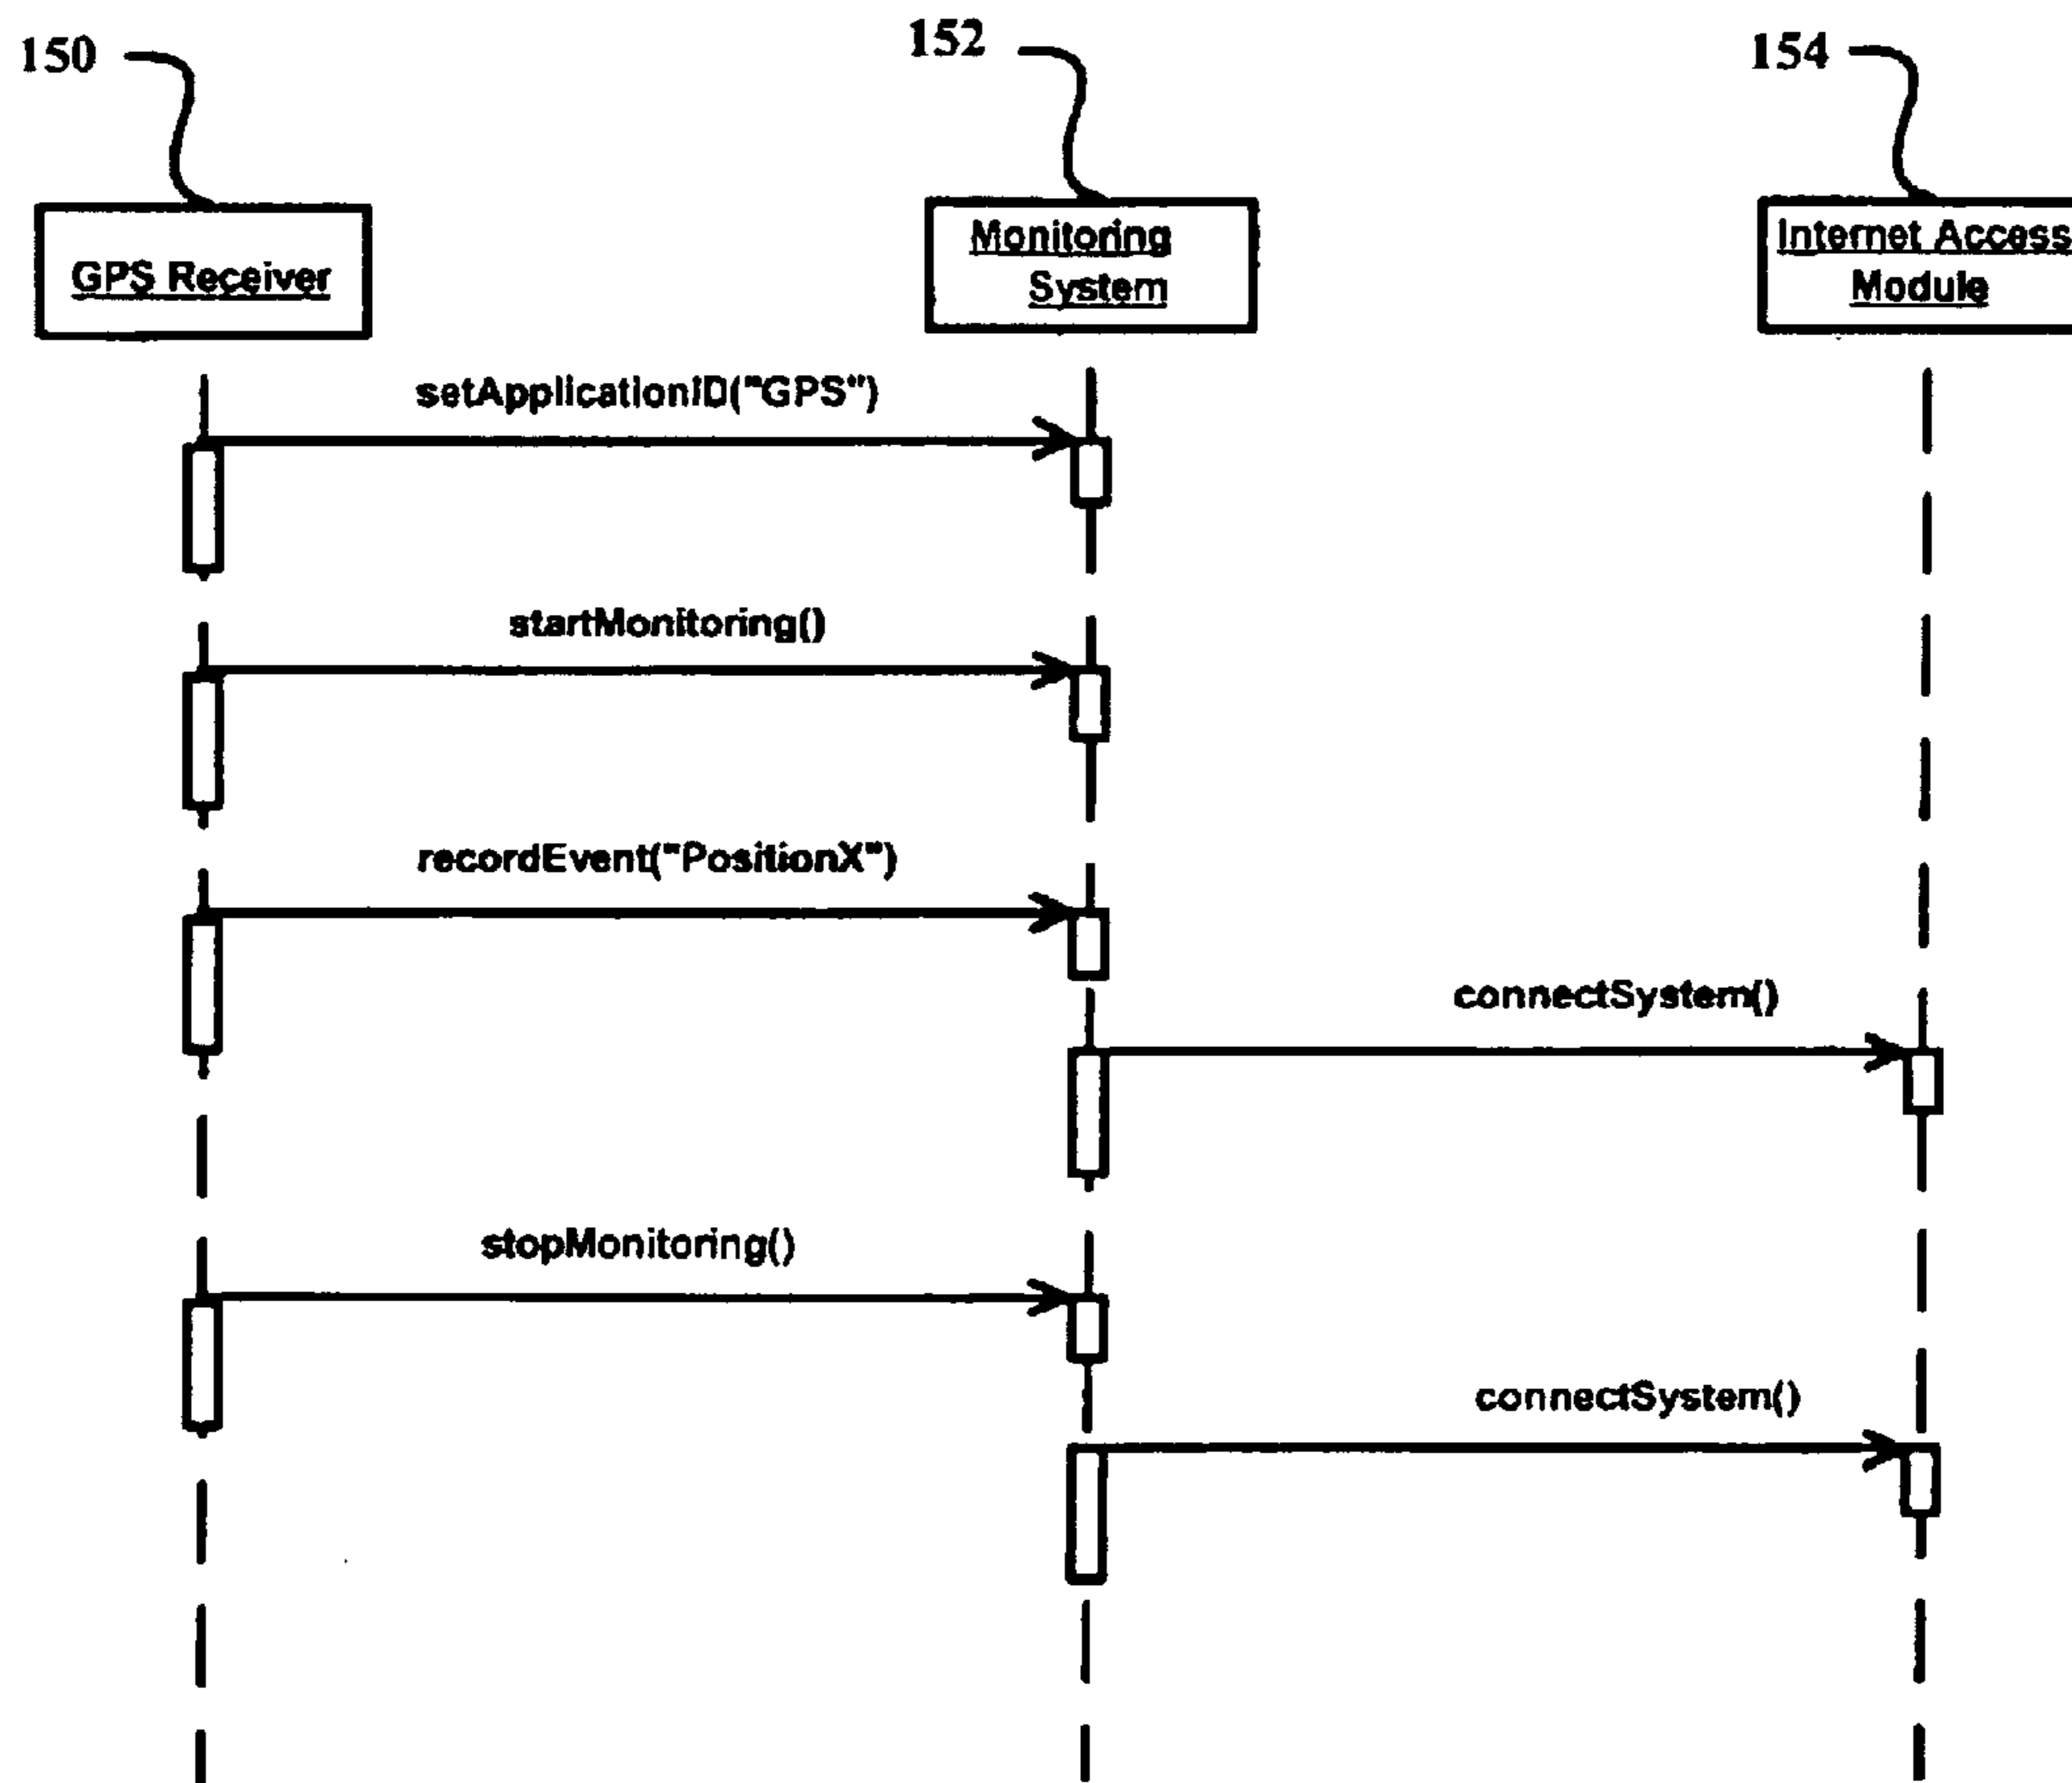 150
152
154
GPS Receiver
Monitoring
System
Internet Access
Module
setApplicationID("GPS")
startMonitoring()
recordEvent("PositionX")
connectSystem()
stopMonitoring()
connectSystem()